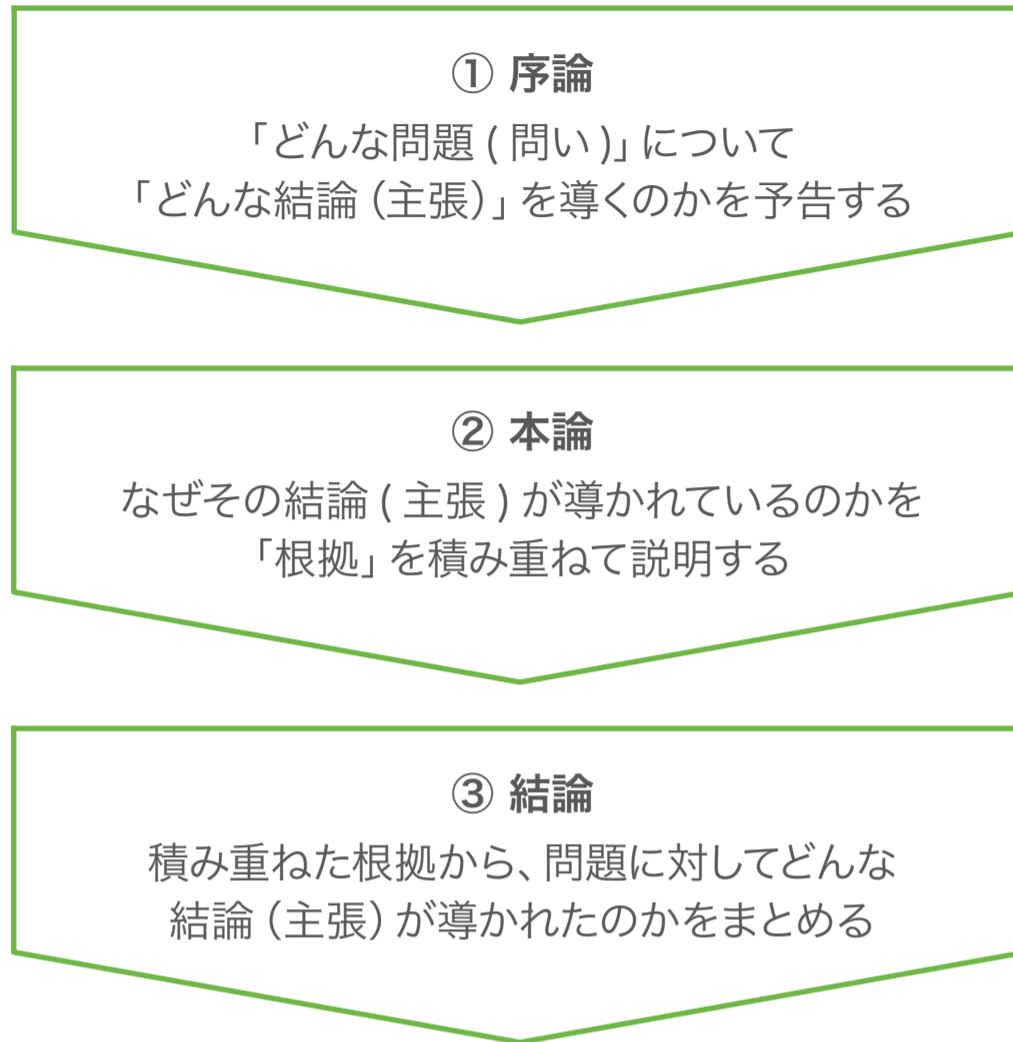 ① 序論
「どんな問題 ( 問い )」について
「どんな結論（主張）」を導くのかを予告する
② 本論
なぜその結論 ( 主張 ) が導かれているのかを
「根拠」を積み重ねて説明する
③ 結論
積み重ねた根拠から、問題に対してどんな
結論（主張）が導かれたのかをまとめる